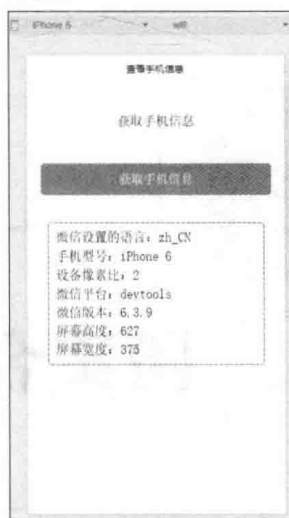 iPhone 6 wifi
查看手机信息
获取手机信息
获取手机信息
微信设置的语言：zh_CN
手机型号：iPhone 6
设备像素比：2
微信平台：devtools
微信版本：6.3.9
屏幕高度：627
屏幕宽度：375